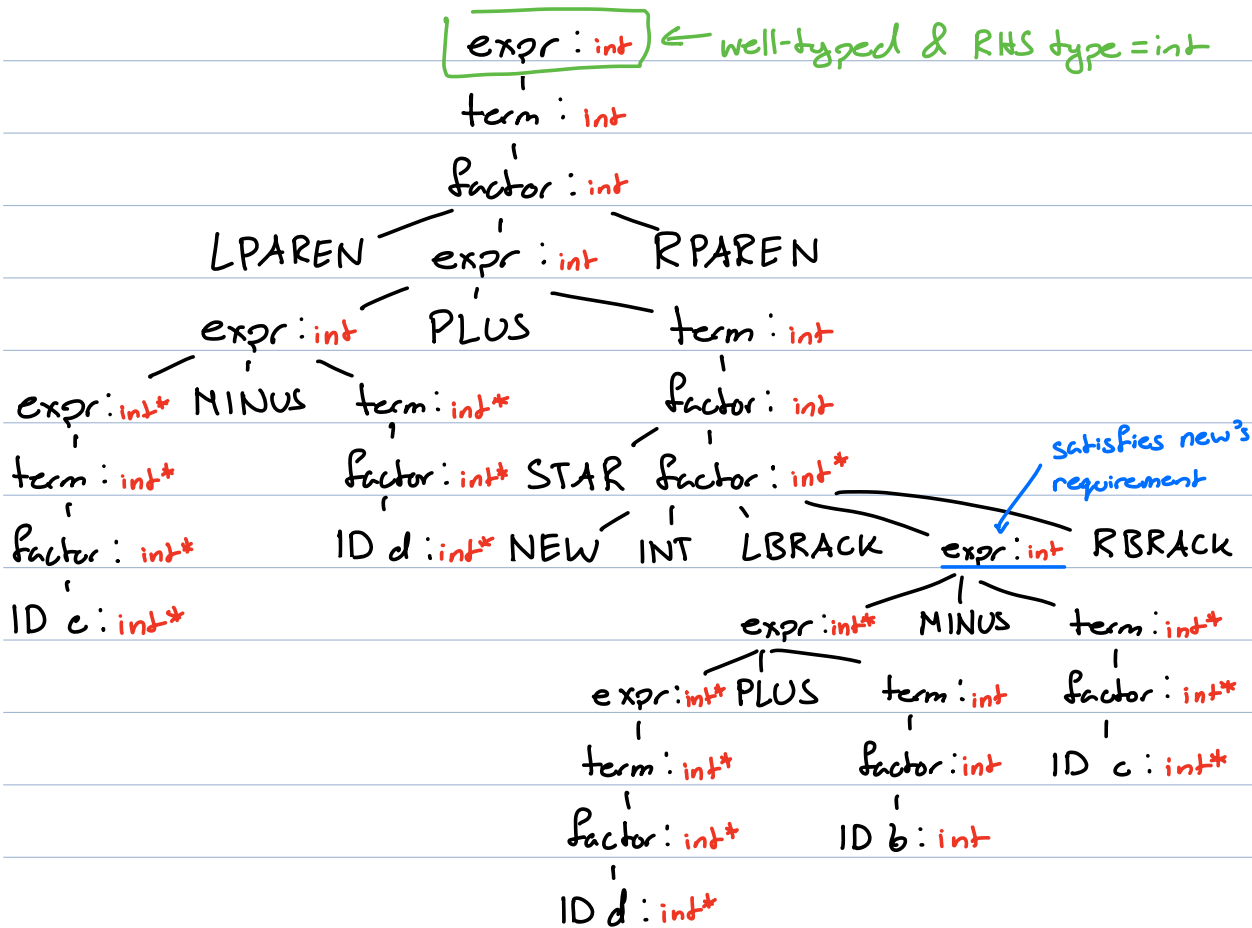 expr : int ← well-typed & RHS type = int
term : int
factor : int
LPAREN expr : int RPAREN
expr : int PLUS term : int
expr : int* MINUS term : int* factor : int
satisfies new's
requirement
term : int* factor : int* STAR factor : int*
factor : int* ID d : int* NEW INT LBRACK expr : int RBRACK
ID c : int* expr : int* MINUS term : int*
expr : int* PLUS term : int factor : int*
term : int* factor : int ID c : int*
factor : int* ID b : int
ID d : int*